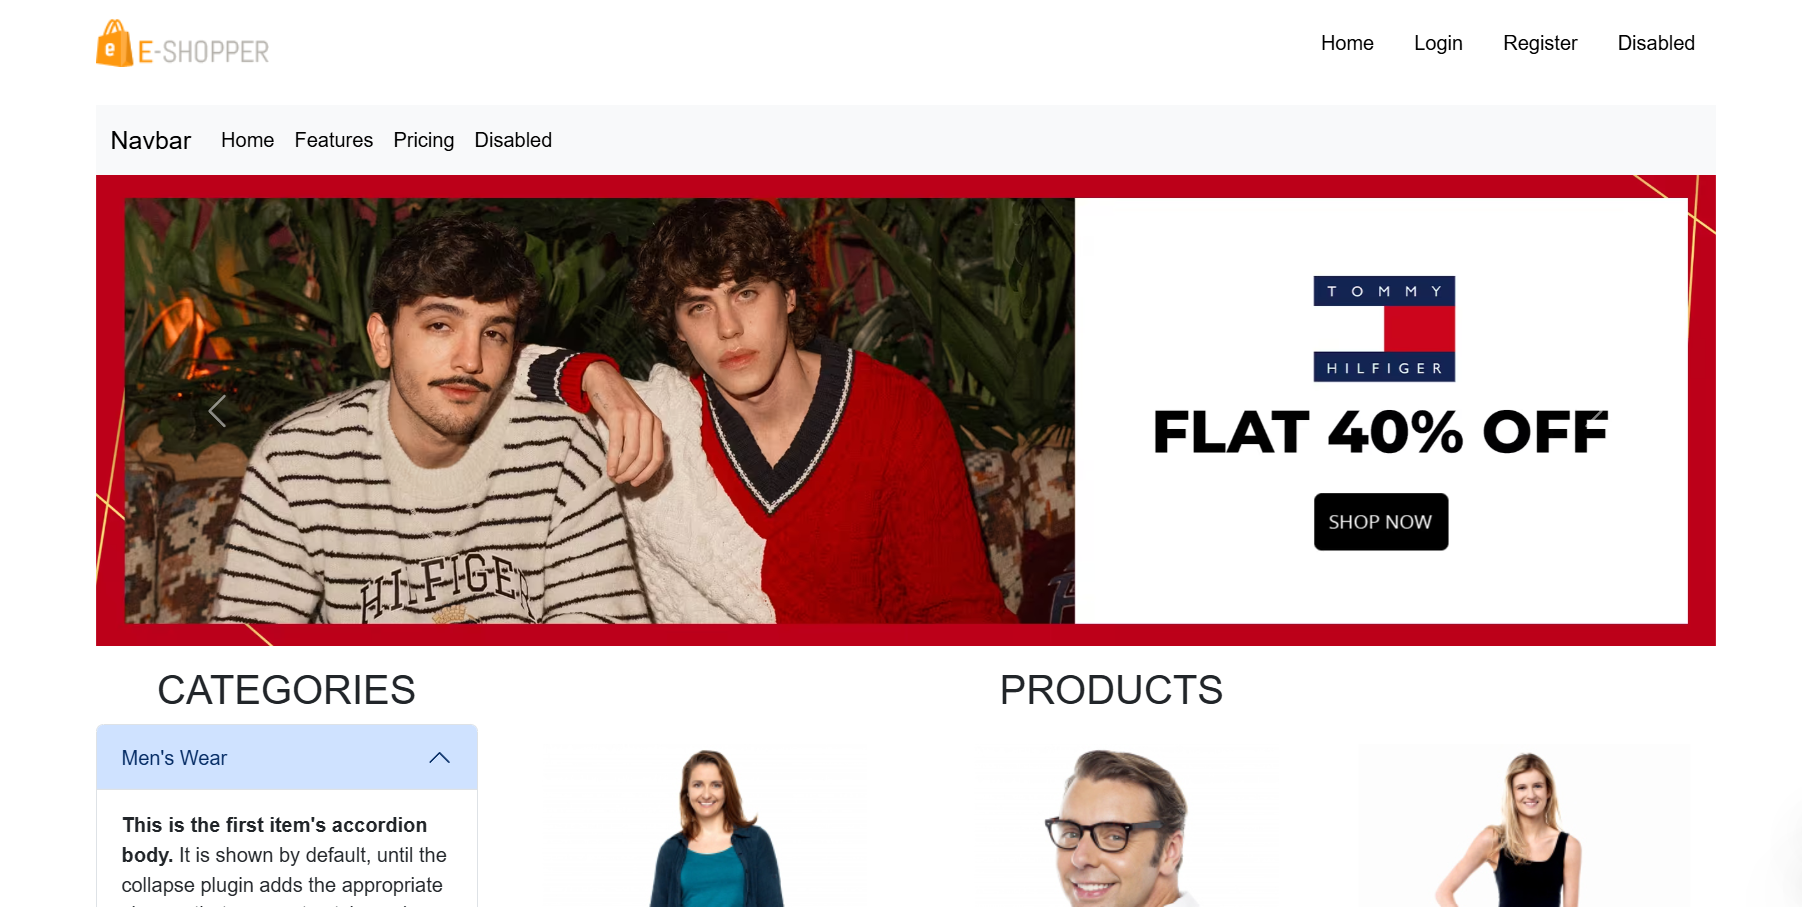 e E-SHOPPER
Home Login Register Disabled
Navbar Home Features Pricing Disabled
TOMMY
HILFIGER
FLAT 40% OFF
SHOP NOW
HILFIGER
CATEGORIES
PRODUCTS
Men's Wear
This is the first item's accordion
body. It is shown by default, until the
collapse plugin adds the appropriate